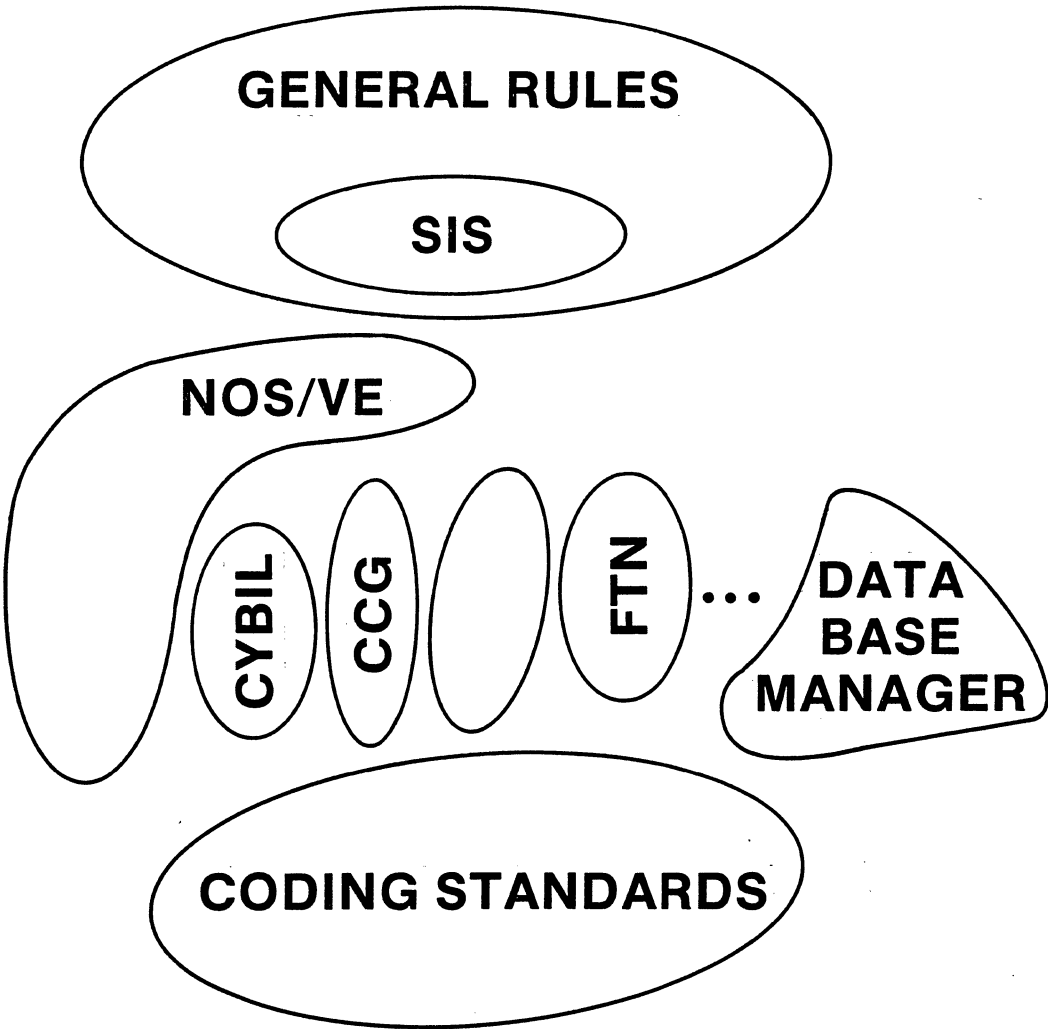 GENERAL RULES
SIS
NOS/VE
CYBIL
CCG
FTN
...
DATA
BASE
MANAGER
CODING STANDARDS